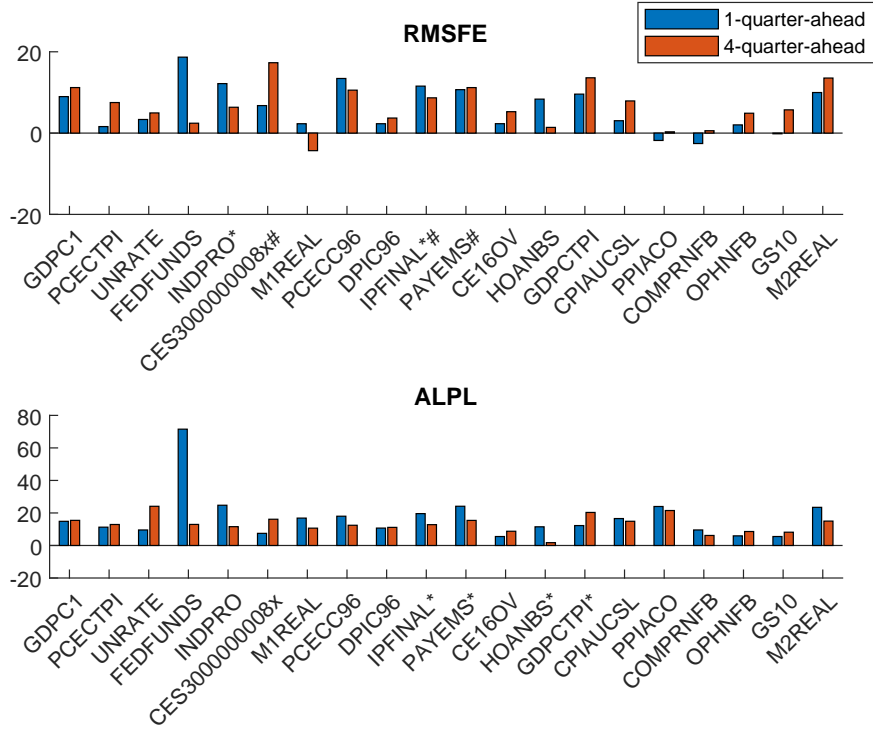 RMSFE
1-quarter-ahead
4-quarter-ahead
20
0
-20
GDPC1
PCECTPI
UNRATE
FEDFUNDS
INDPRO*
CES3000000008x#
M1REAL
PCECC96
DPIC96
IPFINAL*#
PAYEMS#
CE16OV
HOANBS
GDPCTPI
CPIAUCSL
PPIACO
COMPRNFB
OPHNFB
GS10
M2REAL
ALPL
80
60
40
20
0
-20
GDPC1
PCECTPI
UNRATE
FEDFUNDS
INDPRO
CES3000000008x
M1REAL
PCECC96
DPIC96
IPFINAL*
PAYEMS*
CE16OV
HOANBS*
GDPCTPI*
CPIAUCSL
PPIACO
COMPRNFB
OPHNFB
GS10
M2REAL